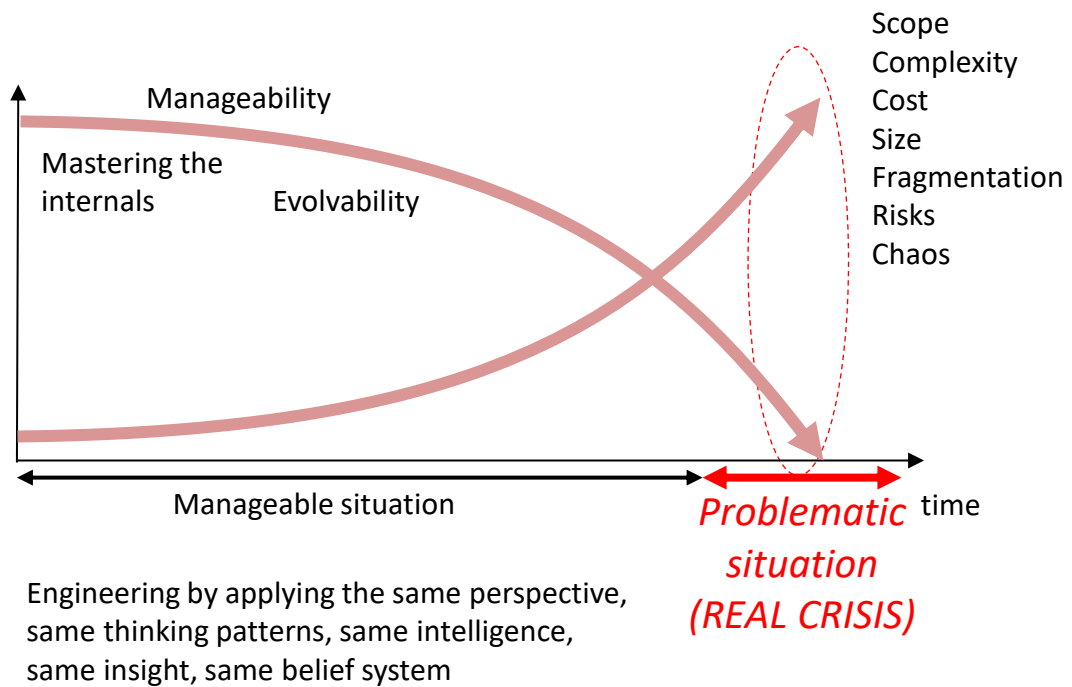 Scope
Complexity
Cost
Size
Fragmentation
Risks
Chaos
Manageability
Mastering the
internals
Evolvability
Manageable situation
time
Problematic
situation
(REAL CRISIS)
Engineering by applying the same perspective,
same thinking patterns, same intelligence,
same insight, same belief system